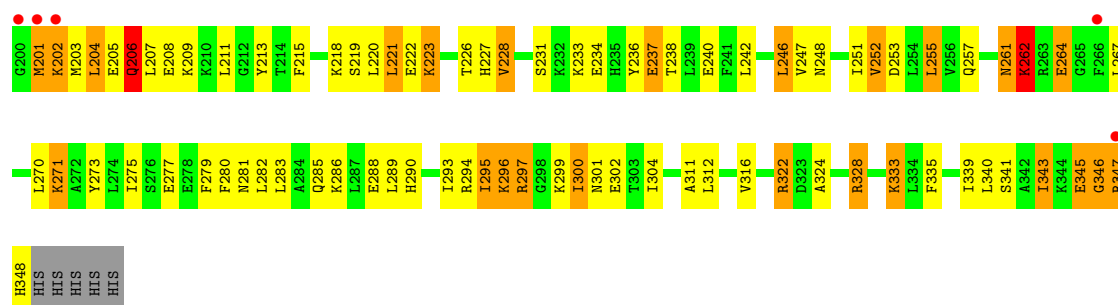 G200 M201 K202 M203 L204 E205 Q206 L207 E208 K209 K210 L211 G212 Y213 T214 F215 K218 S219 L220 L221 E222 K223 T226 H227 V228 S231 K232 K233 E234 H235 Y236 E237 T238 L239 E240 F241 L242 L246 V247 N248 I251 V252 D253 L254 L255 V256 Q257 N261 K262 R263 E264 G265 F266 L267
L270 K271 A272 Y273 L274 I275 S276 E277 E278 F279 F280 N281 L282 L283 A284 Q285 K286 L287 E288 L289 H290 I293 R294 I295 K296 R297 G298 K299 I300 N301 E302 T303 I304 A311 L312 V316 R322 D323 A324 R328 K333 L334 F335 I339 L340 S341 A342 I343 K344 E345 G346
H348 HIS HIS HIS HIS HIS